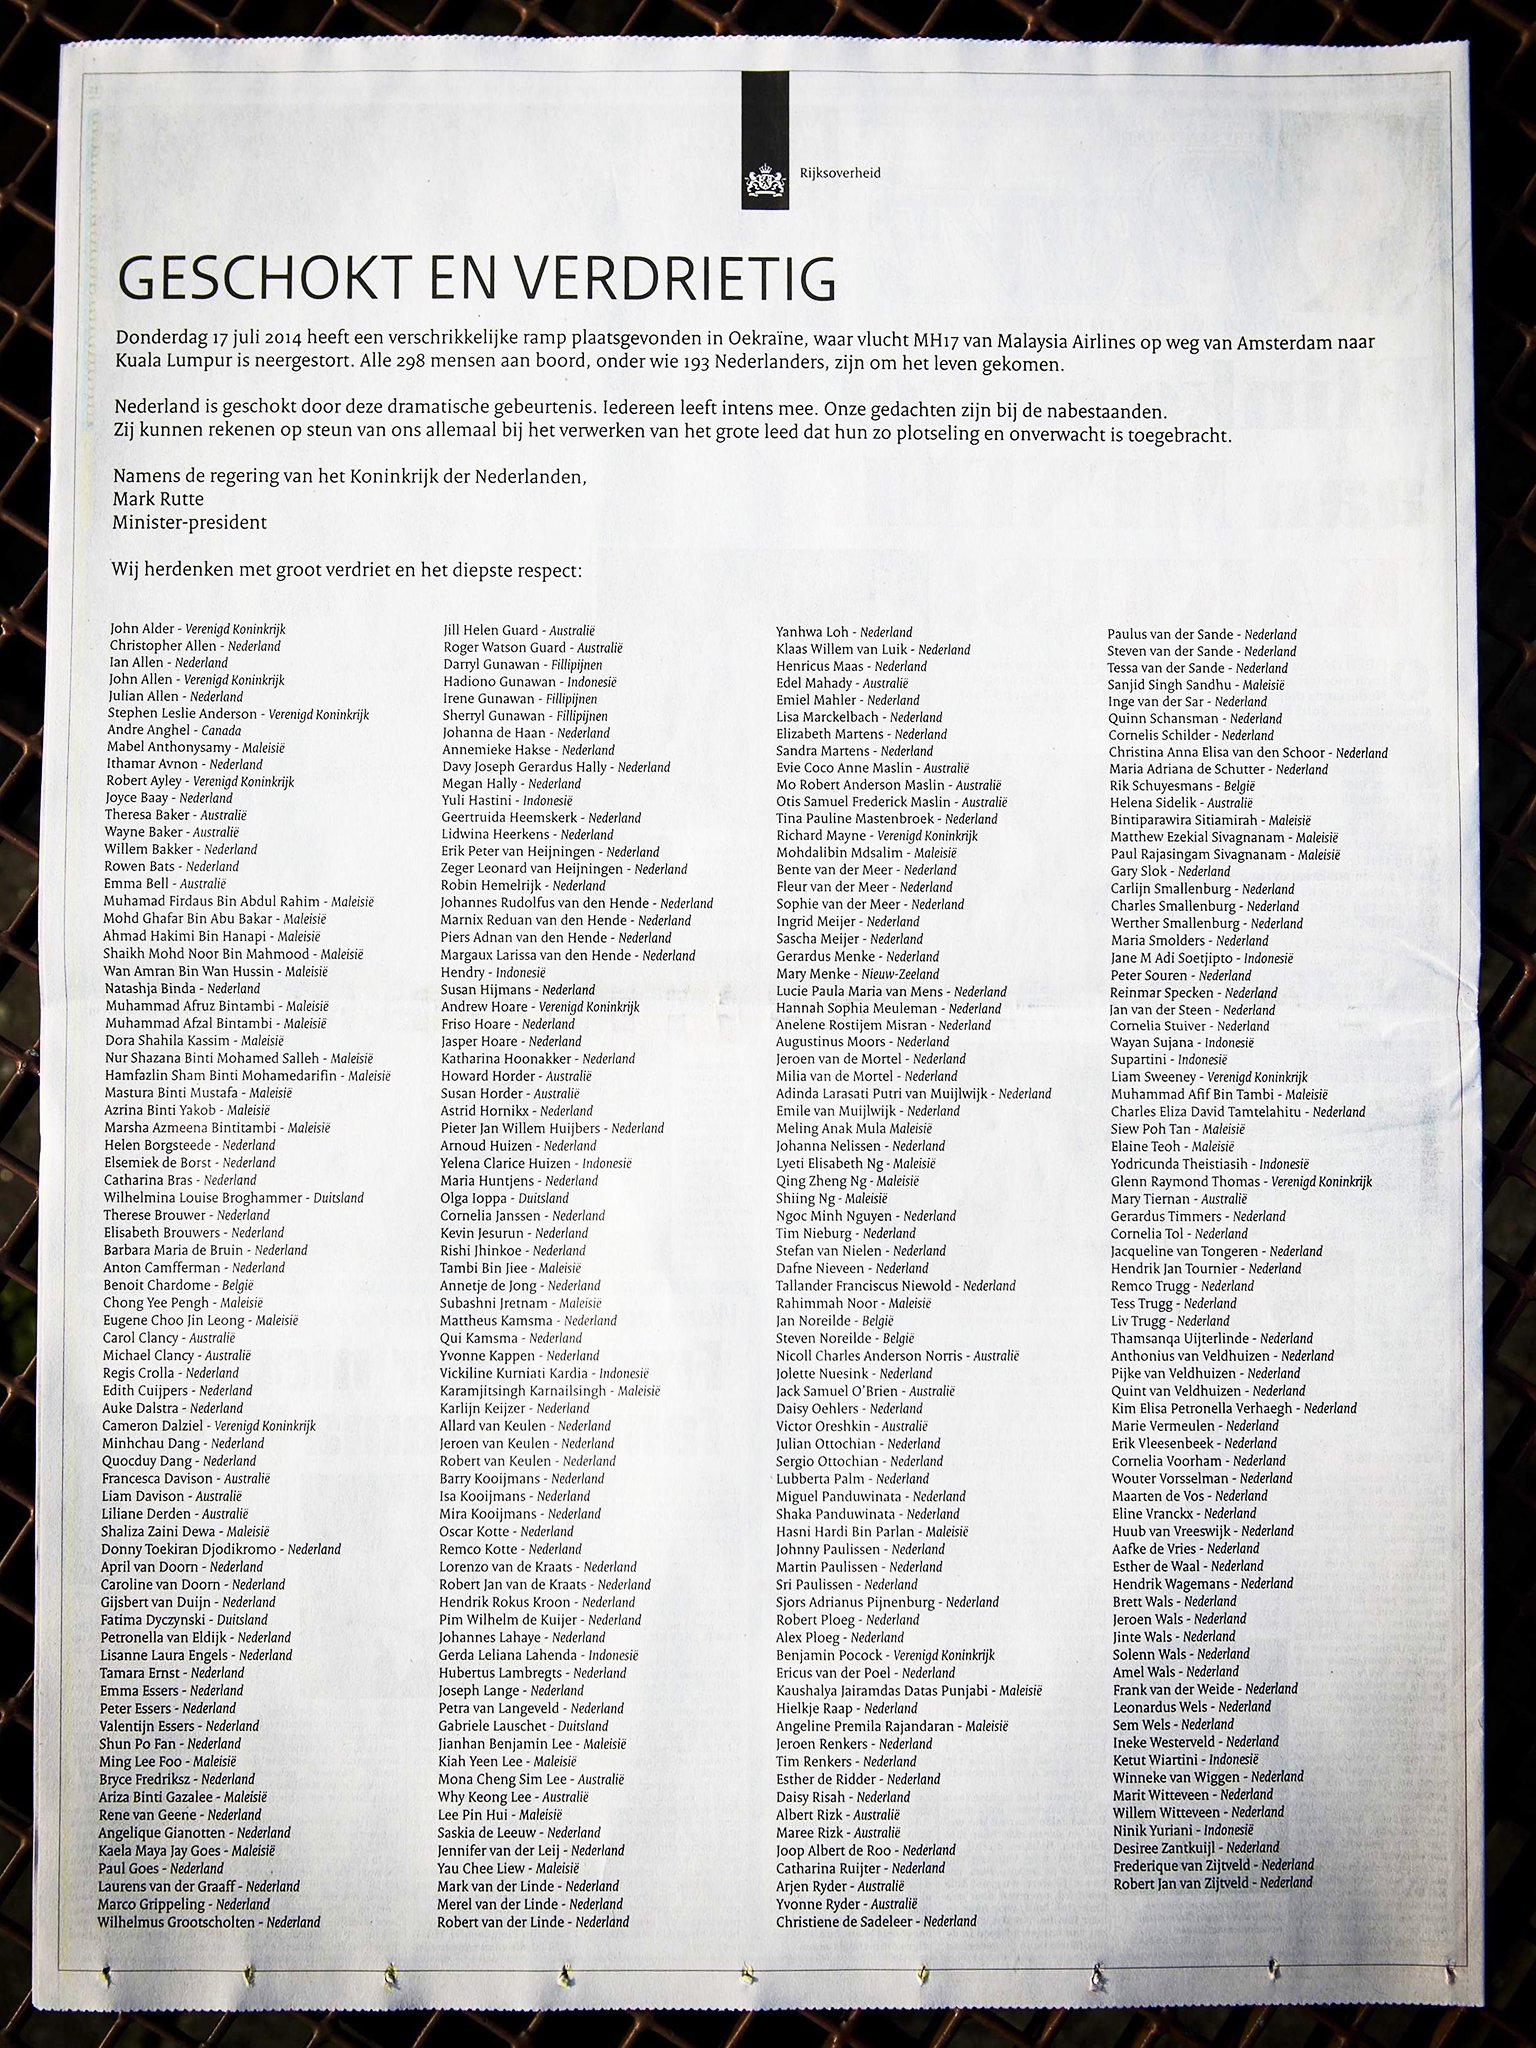 Rijksoverheid
GESCHOKT EN VERDRIETIG
Donderdag 17 juli 2014 heeft een verschrikkelijke ramp plaatsgevonden in Oekraïne, waar vlucht MH17 van Malaysia Airlines op weg van Amsterdam naar
Kuala Lumpur is neergestort. Alle 298 mensen aan boord, onder wie 193 Nederlanders, zijn om het leven gekomen.
Nederland is geschokt door deze dramatische gebeurtenis. Iedereen leeft intens mee. Onze gedachten zijn bij de nabestaanden.
Zij kunnen rekenen op steun van ons allemaal bij het verwerken van het grote leed dat hun zo plotseling en onverwacht is toegebracht.
Namens de regering van het Koninkrijk der Nederlanden,
Mark Rutte
Minister-president
Wij herdenken met groot verdriet en het diepste respect:
John Alder - Verenigd Koninkrijk
Christopher Allen - Nederland
Ian Allen - Nederland
John Allen - Verenigd Koninkrijk
Julian Allen - Nederland
Stephen Leslie Anderson - Verenigd Koninkrijk
Andre Anghel - Canada
Mabel Anthonysamy - Maleisië
Ithamar Avnon - Nederland
Robert Ayley - Verenigd Koninkrijk
Joyce Baay - Nederland
Theresa Baker - Australië
Wayne Baker - Australië
Willem Bakker - Nederland
Rowen Bats - Nederland
Emma Bell - Australië
Muhamad Firdaus Bin Abdul Rahim - Maleisië
Mohd Ghafar Bin Abu Bakar - Maleisië
Ahmad Hakimi Bin Hanapi - Maleisië
Shaikh Mohd Noor Bin Mahmood - Maleisië
Wan Amran Bin Wan Hussin - Maleisië
Natashja Binda - Nederland
Muhammad Afruz Bintambi - Maleisië
Muhammad Afzal Bintambi - Maleisië
Dora Shahila Kassim - Maleisië
Nur Shazana Binti Mohamed Salleh - Maleisië
Hamfazlin Sham Binti Mohamedarifin - Maleisië
Mastura Binti Mustafa - Maleisië
Azrina Binti Yakob - Maleisië
Marsha Azmeena Bintitambi - Maleisië
Helen Borgsteede - Nederland
Elsemiek de Borst - Nederland
Catharina Bras - Nederland
Wilhelmina Louise Broghammer - Duitsland
Therese Brouwer - Nederland
Elisabeth Brouwers - Nederland
Barbara Maria de Bruin - Nederland
Anton Camfferman - Nederland
Benoit Chardome - België
Chong Yee Pengh - Maleisië
Eugene Choo Jin Leong - Maleisië
Carol Clancy - Australië
Michael Clancy - Australië
Regis Crolla - Nederland
Edith Cuijpers - Nederland
Auke Dalstra - Nederland
Cameron Dalziel - Verenigd Koninkrijk
Minhchau Dang - Nederland
Quocduy Dang - Nederland
Francesca Davison - Australië
Liam Davison - Australië
Liliane Derden - Australië
Shaliza Zaini Dewa - Maleisië
Donny Toekiran Djodikromo - Nederland
April van Doorn - Nederland
Caroline van Doorn - Nederland
Gijsbert van Duijn - Nederland
Fatima Dyczynski - Duitsland
Petronella van Eldijk - Nederland
Lisanne Laura Engels - Nederland
Tamara Ernst - Nederland
Emma Essers - Nederland
Peter Essers - Nederland
Valentijn Essers - Nederland
Shun Po Fan - Nederland
Ming Lee Foo - Maleisië
Bryce Fredriksz - Nederland
Ariza Binti Gazalee - Maleisië
Rene van Geene - Nederland
Angelique Gianotten - Nederland
Kaela Maya Jay Goes - Maleisië
Paul Goes - Nederland
Laurens van der Graaff - Nederland
Marco Grippeling - Nederland
Wilhelmus Grootscholten - Nederland
Jill Helen Guard - Australië
Roger Watson Guard - Australië
Darryl Gunawan - Fillipijnen
Hadiono Gunawan - Indonesië
Irene Gunawan - Fillipijnen
Sherryl Gunawan - Fillipijnen
Johanna de Haan - Nederland
Annemieke Hakse - Nederland
Davy Joseph Gerardus Hally - Nederland
Megan Hally - Nederland
Yuli Hastini - Indonesië
Geertruida Heemskerk - Nederland
Lidwina Heerkens - Nederland
Erik Peter van Heijningen - Nederland
Zeger Leonard van Heijningen - Nederland
Robin Hemelrijk - Nederland
Johannes Rudolfus van den Hende - Nederland
Marnix Reduan van den Hende - Nederland
Piers Adnan van den Hende - Nederland
Margaux Larissa van den Hende - Nederland
Hendry - Indonesië
Susan Hijmans - Nederland
Andrew Hoare - Verenigd Koninkrijk
Friso Hoare - Nederland
Jasper Hoare - Nederland
Katharina Hoonakker - Nederland
Howard Horder - Australië
Susan Horder - Australië
Astrid Hornikx - Nederland
Pieter Jan Willem Huijbers - Nederland
Arnoud Huizen - Nederland
Yelena Clarice Huizen - Indonesië
Maria Huntjens - Nederland
Olga Ioppa - Duitsland
Cornelia Janssen - Nederland
Kevin Jesurun - Nederland
Rishi Jhinkoe - Nederland
Tambi Bin Jiee - Maleisië
Annetje de Jong - Nederland
Subashni Jretnam - Maleisië
Mattheus Kamsma - Nederland
Qui Kamsma - Nederland
Yvonne Kappen - Nederland
Vickiline Kurniati Kardia - Indonesië
Karamjitsingh Karnailsingh - Maleisië
Karlijn Keijzer - Nederland
Allard van Keulen - Nederland
Jeroen van Keulen - Nederland
Robert van Keulen - Nederland
Barry Kooijmans - Nederland
Isa Kooijmans - Nederland
Mira Kooijmans - Nederland
Oscar Kotte - Nederland
Remco Kotte - Nederland
Lorenzo van de Kraats - Nederland
Robert Jan van de Kraats - Nederland
Hendrik Rokus Kroon - Nederland
Pim Wilhelm de Kuijer - Nederland
Johannes Lahaye - Nederland
Gerda Leliana Lahenda - Indonesië
Hubertus Lambregts - Nederland
Joseph Lange - Nederland
Petra van Langeveld - Nederland
Gabriele Lauschet - Duitsland
Jianhan Benjamin Lee - Maleisië
Kiah Yeen Lee - Maleisië
Mona Cheng Sim Lee - Australië
Why Keong Lee - Australië
Lee Pin Hui - Maleisië
Saskia de Leeuw - Nederland
Jennifer van der Leij - Nederland
Yau Chee Liew - Maleisië
Mark van der Linde - Nederland
Merel van der Linde - Nederland
Robert van der Linde - Nederland
Yanhwa Loh - Nederland
Klaas Willem van Luik - Nederland
Henricus Maas - Nederland
Edel Mahady - Australië
Emiel Mahler - Nederland
Lisa Marckelbach - Nederland
Elizabeth Martens - Nederland
Sandra Martens - Nederland
Evie Coco Anne Maslin - Australië
Mo Robert Anderson Maslin - Australië
Otis Samuel Frederick Maslin - Australië
Tina Pauline Mastenbroek - Nederland
Richard Mayne - Verenigd Koninkrijk
Mohdalibin Mdsalim - Maleisië
Bente van der Meer - Nederland
Fleur van der Meer - Nederland
Sophie van der Meer - Nederland
Ingrid Meijer - Nederland
Sascha Meijer - Nederland
Gerardus Menke - Nederland
Mary Menke - Nieuw-Zeeland
Lucie Paula Maria van Mens - Nederland
Hannah Sophia Meuleman - Nederland
Anelene Rostijem Misran - Nederland
Augustinus Moors - Nederland
Jeroen van de Mortel - Nederland
Milia van de Mortel - Nederland
Adinda Larasati Putri van Muijlwijk - Nederland
Emile van Muijlwijk - Nederland
Meling Anak Mula Maleisië
Johanna Nelissen - Nederland
Lyeti Elisabeth Ng - Maleisië
Qing Zheng Ng - Maleisië
Shiing Ng - Maleisië
Ngoc Minh Nguyen - Nederland
Tim Nieburg - Nederland
Stefan van Nielen - Nederland
Dafne Nieveen - Nederland
Tallander Franciscus Niewold - Nederland
Rahimmah Noor - Maleisië
Jan Noreilde - België
Steven Noreilde - België
Nicoll Charles Anderson Norris - Australië
Jolette Nuesink - Nederland
Jack Samuel O'Brien - Australië
Daisy Oehlers - Nederland
Victor Oreshkin - Australië
Julian Ottochian - Nederland
Sergio Ottochian - Nederland
Lubberta Palm - Nederland
Miguel Panduwinata - Nederland
Shaka Panduwinata - Nederland
Hasni Hardi Bin Parlan - Maleisië
Johnny Paulissen - Nederland
Martin Paulissen - Nederland
Sri Paulissen - Nederland
Sjors Adrianus Pijnenburg - Nederland
Robert Ploeg - Nederland
Alex Ploeg - Nederland
Benjamin Pocock - Verenigd Koninkrijk
Ericus van der Poel - Nederland
Kaushalya Jairamdas Datas Punjabi - Maleisië
Hielkje Raap - Nederland
Angeline Premila Rajandaran - Maleisië
Jeroen Renkers - Nederland
Tim Renkers - Nederland
Esther de Ridder - Nederland
Daisy Risah - Nederland
Albert Rizk - Australië
Maree Rizk - Australië
Joop Albert de Roo - Nederland
Catharina Ruijter - Nederland
Arjen Ryder - Australië
Yvonne Ryder - Australië
Christiene de Sadeleer - Nederland
Paulus van der Sande - Nederland
Steven van der Sande - Nederland
Tessa van der Sande - Nederland
Sanjid Singh Sandhu - Maleisië
Inge van der Sar - Nederland
Quinn Schansman - Nederland
Cornelis Schilder - Nederland
Christina Anna Elisa van den Schoor - Nederland
Maria Adriana de Schutter - Nederland
Rik Schuyesmans - België
Helena Sidelik - Australië
Bintiparawira Sitiamirah - Maleisië
Matthew Ezekial Sivagnanam - Maleisië
Paul Rajasingam Sivagnanam - Maleisië
Gary Slok - Nederland
Carlijn Smallenburg - Nederland
Charles Smallenburg - Nederland
Werther Smallenburg - Nederland
Maria Smolders - Nederland
Jane M Adi Soetjipto - Indonesië
Peter Souren - Nederland
Reinmar Specken - Nederland
Jan van der Steen - Nederland
Cornelia Stuiver - Nederland
Wayan Sujana - Indonesië
Supartini - Indonesië
Liam Sweeney - Verenigd Koninkrijk
Muhammad Afif Bin Tambi - Maleisië
Charles Eliza David Tamtelahitu - Nederland
Siew Poh Tan - Maleisië
Elaine Teoh - Maleisië
Yodricunda Theistiasih - Indonesië
Glenn Raymond Thomas - Verenigd Koninkrijk
Mary Tiernan - Australië
Gerardus Timmers - Nederland
Cornelia Tol - Nederland
Jacqueline van Tongeren - Nederland
Hendrik Jan Tournier - Nederland
Remco Trugg - Nederland
Tess Trugg - Nederland
Liv Trugg - Nederland
Thamsanqa Uijterlinde - Nederland
Anthonius van Veldhuizen - Nederland
Pijke van Veldhuizen - Nederland
Quint van Veldhuizen - Nederland
Kim Elisa Petronella Verhaegh - Nederland
Marie Vermeulen - Nederland
Erik Vleesenbeek - Nederland
Cornelia Voorham - Nederland
Wouter Vorsselman - Nederland
Maarten de Vos - Nederland
Eline Vranckx - Nederland
Huub van Vreeswijk - Nederland
Aafke de Vries - Nederland
Esther de Waal - Nederland
Hendrik Wagemans - Nederland
Brett Wals - Nederland
Jeroen Wals - Nederland
Jinte Wals - Nederland
Solenn Wals - Nederland
Amel Wals - Nederland
Frank van der Weide - Nederland
Leonardus Wels - Nederland
Sem Wels - Nederland
Ineke Westerveld - Nederland
Ketut Wiartini - Indonesië
Winneke van Wiggen - Nederland
Marit Witteveen - Nederland
Willem Witteveen - Nederland
Ninik Yuriani - Indonesië
Desiree Zantkuijl - Nederland
Frederique van Zijtveld - Nederland
Robert Jan van Zijtveld - Nederland